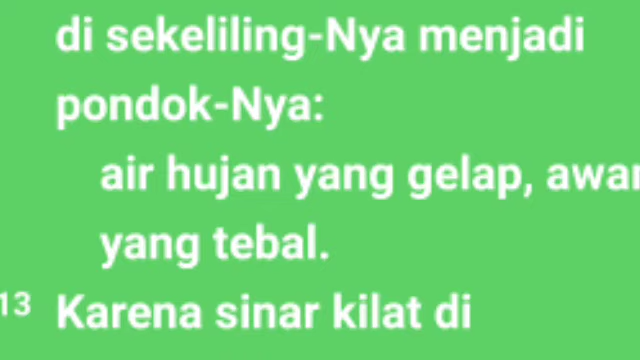 di sekeliling-Nya menjadi
pondok-Nya:
air hujan yang gelap, awan
yang tebal.
13 Karena sinar kilat di